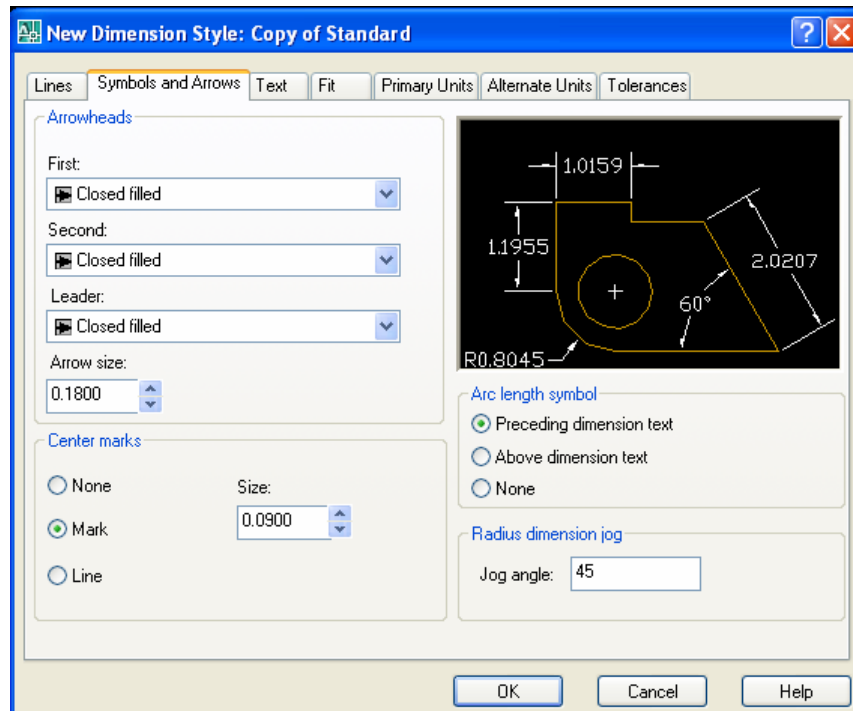 New Dimension Style: Copy of Standard
Lines
Symbols and Arrows
Text
Fit
Primary Units
Alternate Units
Tolerances
Arrowheads
First:
Closed filled
Second:
Closed filled
Leader:
Closed filled
Arrow size:
0.1800
Center marks
None
Mark
Line
Size:
0.0900
1.0159
1.1955
2.0207
60°
R0.8045
Arc length symbol
Preceding dimension text
Above dimension text
None
Radius dimension jog
Jog angle: 45
OK
Cancel
Help